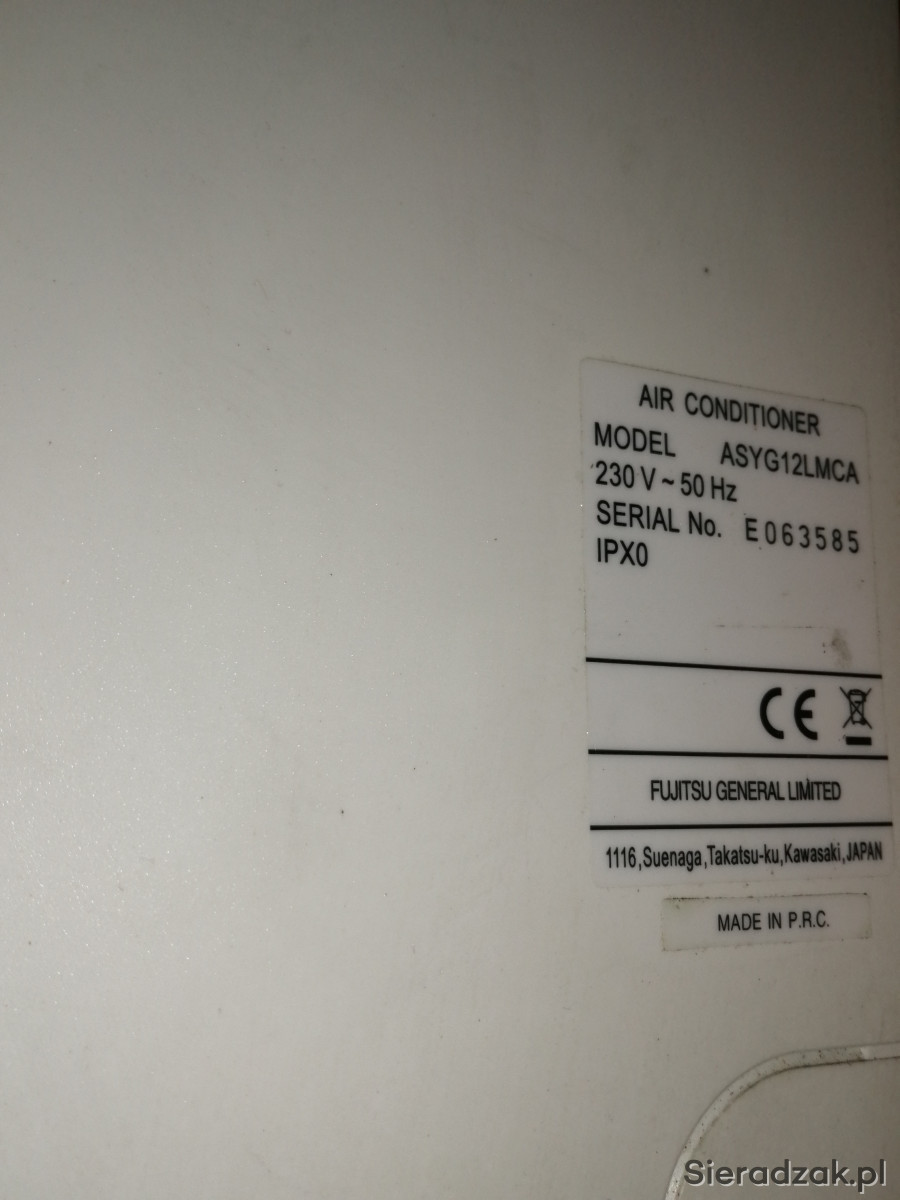 AIR CONDITIONER
MODEL ASYG12LMCA
230 V ~ 50 Hz
SERIAL No. E063585
IPX0
CE
FUJITSU GENERAL LIMITED
1116,Suenaga,Takatsu-ku,Kawasaki,JAPAN
MADE IN P.R.C.
Sieradzak.pl